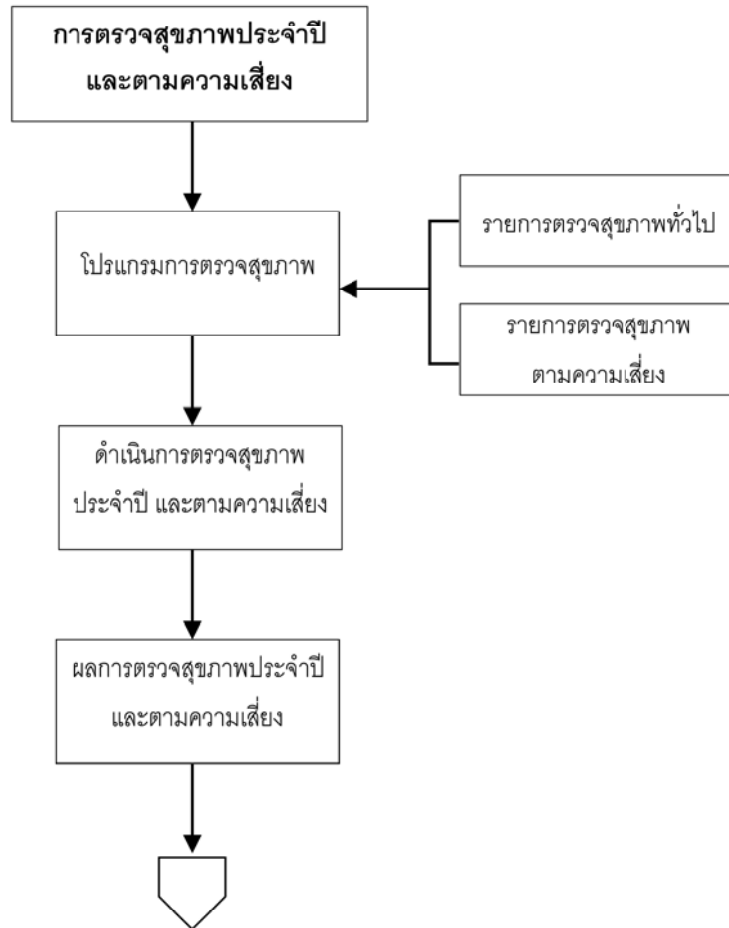 การตรวจสุขภาพประจำปี
และตามความเสี่ยง
โปรแกรมการตรวจสุขภาพ
รายการตรวจสุขภาพทั่วไป
รายการตรวจสุขภาพ
ตามความเสี่ยง
ดำเนินการตรวจสุขภาพ
ประจำปี และตามความเสี่ยง
ผลการตรวจสุขภาพประจำปี
และตามความเสี่ยง